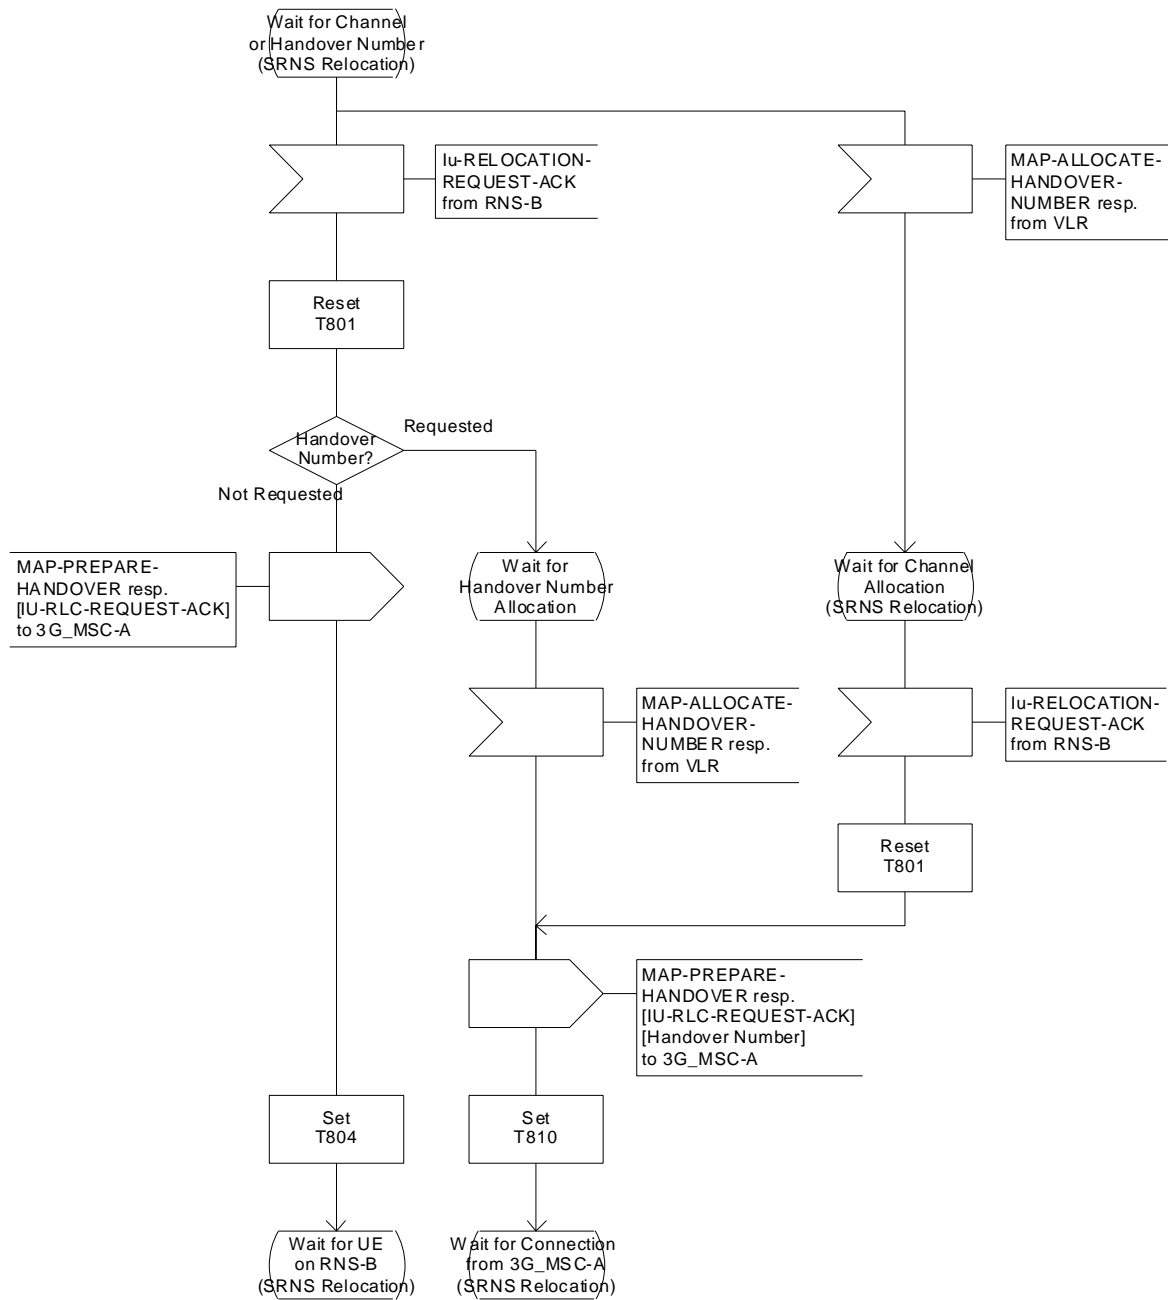 Wait for Channel
or Handover Number
(SRNS Relocation)
Iu-RELOCATION-
REQUEST-ACK
from RNS-B
MAP-ALLOCATE-
HANDOVER-
NUMBER resp.
from VLR
Reset
T801
Handover
Number?
Requested
Not Requested
MAP-PREPARE-
HANDOVER resp.
[IU-RLC-REQUEST-ACK]
to 3G_MSC-A
Wait for
Handover Number
Allocation
Wait for Channel
Allocation
(SRNS Relocation)
MAP-ALLOCATE-
HANDOVER-
NUMBER resp.
from VLR
Iu-RELOCATION-
REQUEST-ACK
from RNS-B
Reset
T801
MAP-PREPARE-
HANDOVER resp.
[IU-RLC-REQUEST-ACK]
[Handover Number]
to 3G_MSC-A
Set
T804
Set
T810
Wait for UE
on RNS-B
(SRNS Relocation)
Wait for Connection
from 3G_MSC-A
(SRNS Relocation)